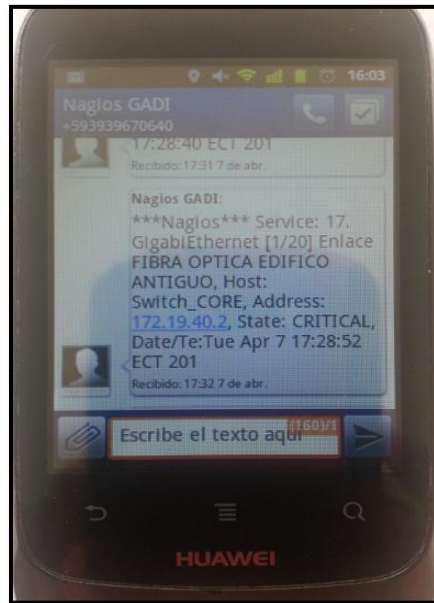 16:03
Nagios GADI
+593939670640
17:28:40 ECT 201
Recibido: 17:31 7 de abr.
Nagios GADI:
***Nagios*** Service: 17.
GigabiEthernet [1/20] Enlace
FIBRA OPTICA EDIFICO
ANTIGUO, Host:
Switch_CORE, Address:
172.19.40.2, State: CRITICAL,
Date/Te:Tue Apr 7 17:28:52
ECT 201
Recibido: 17:32 7 de abr.
(160)/1
Escribe el texto aquí
HUAWEI